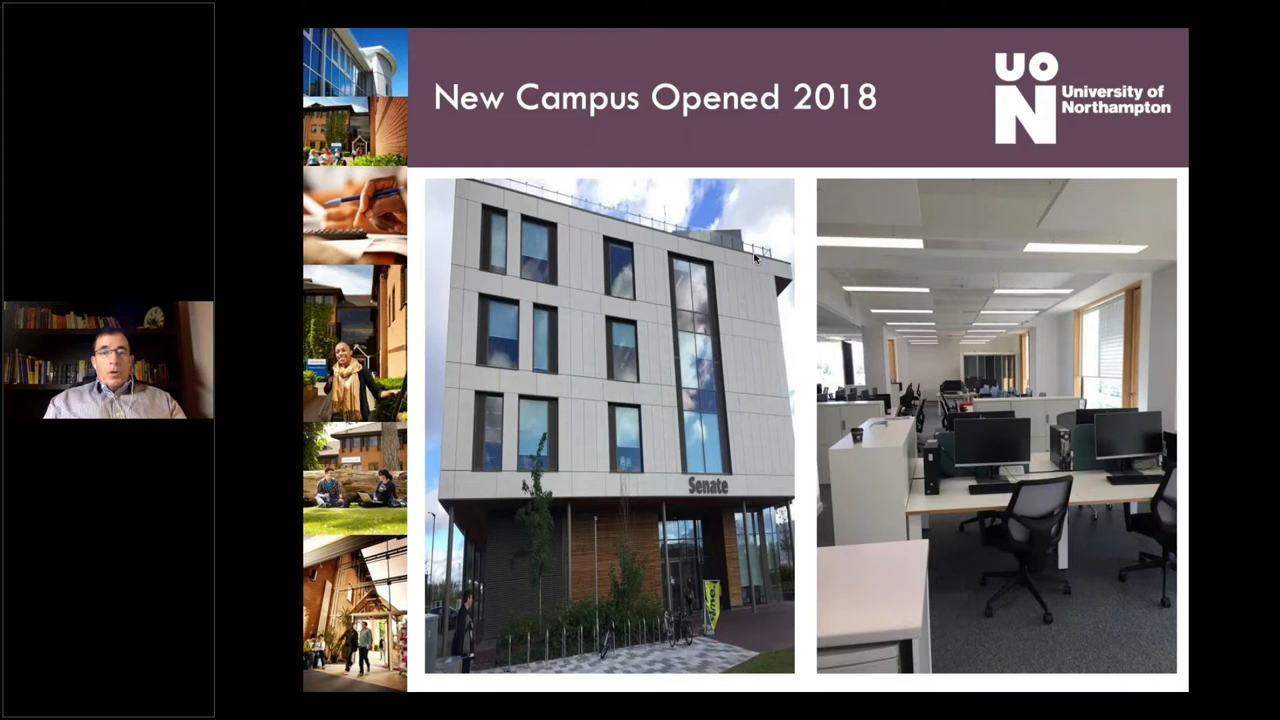 New Campus Opened 2018
UO
N
University of
Northampton
Senate